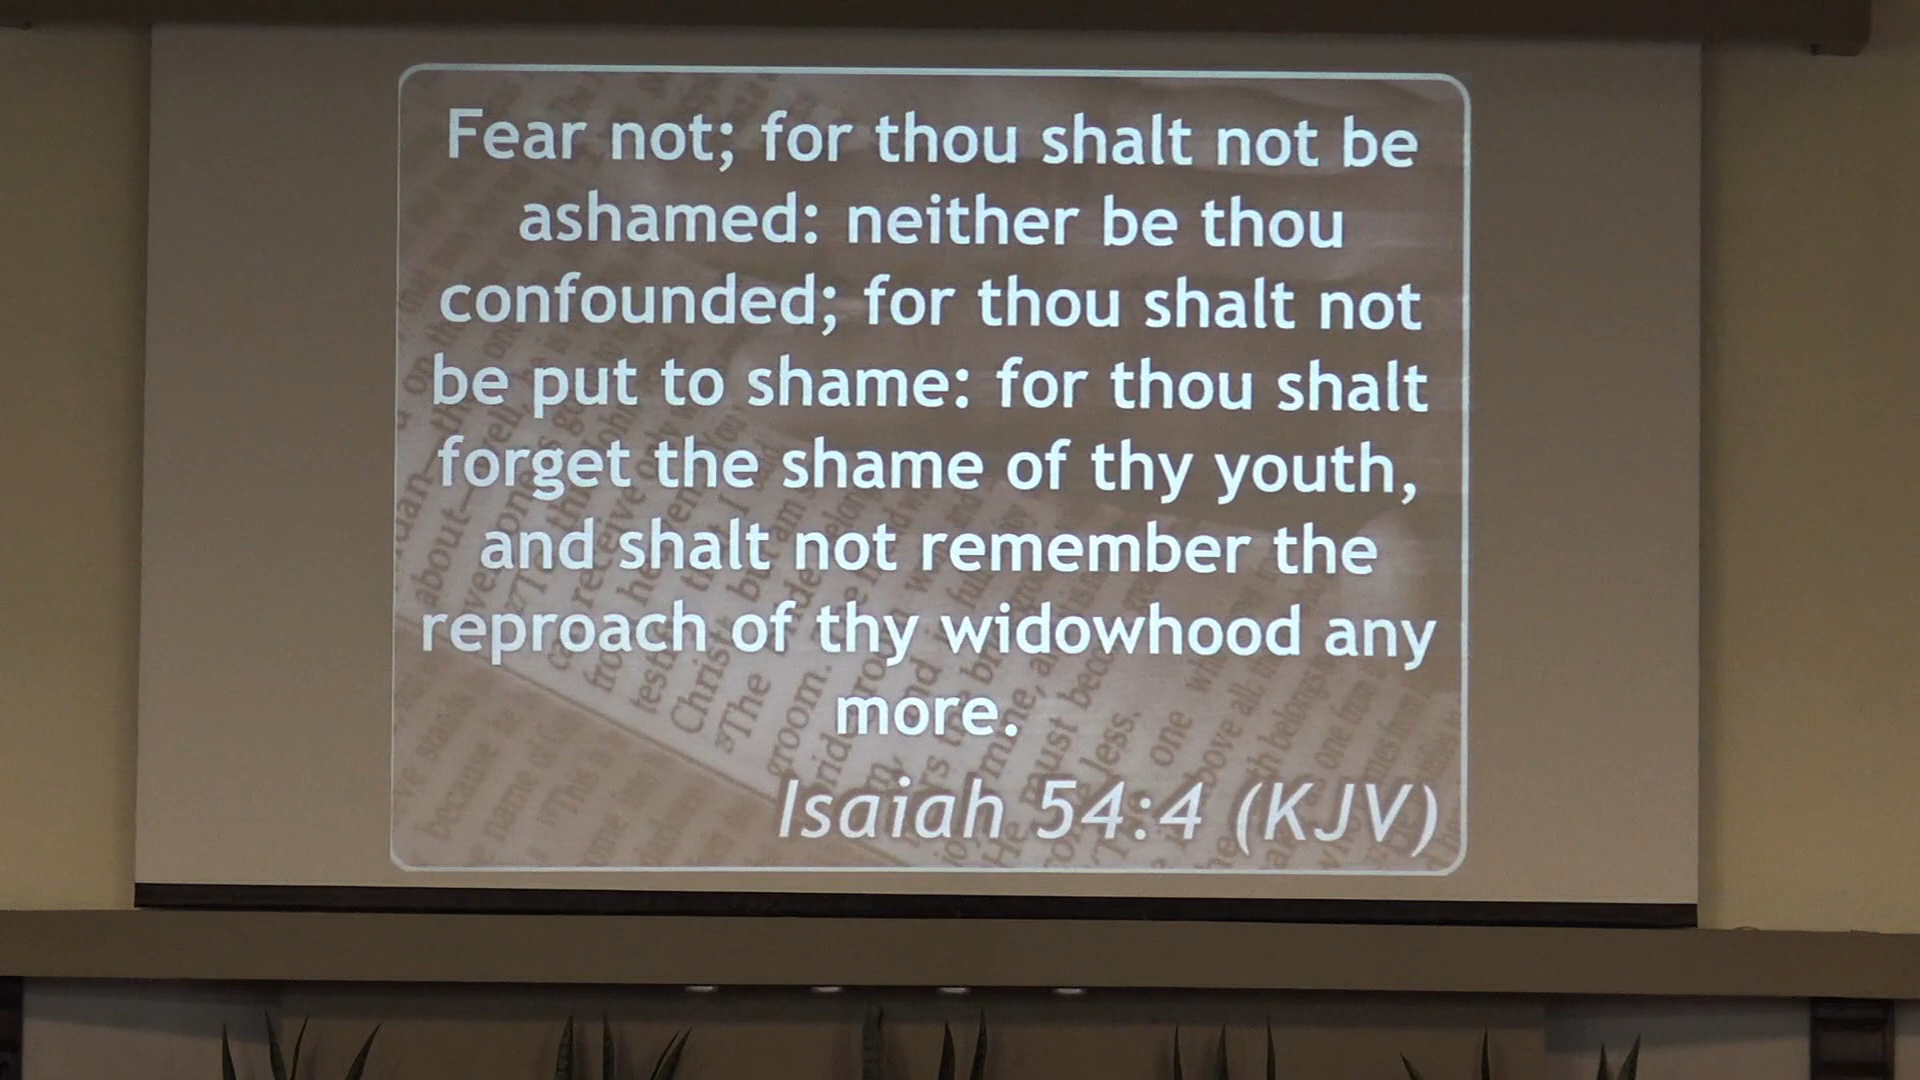 Fear not; for thou shalt not be
ashamed: neither be thou
confounded; for thou shalt not
be put to shame: for thou shalt
forget the shame of thy youth,
and shalt not remember the
reproach of thy widowhood any
more.
Isaiah 54:4 (KJV)